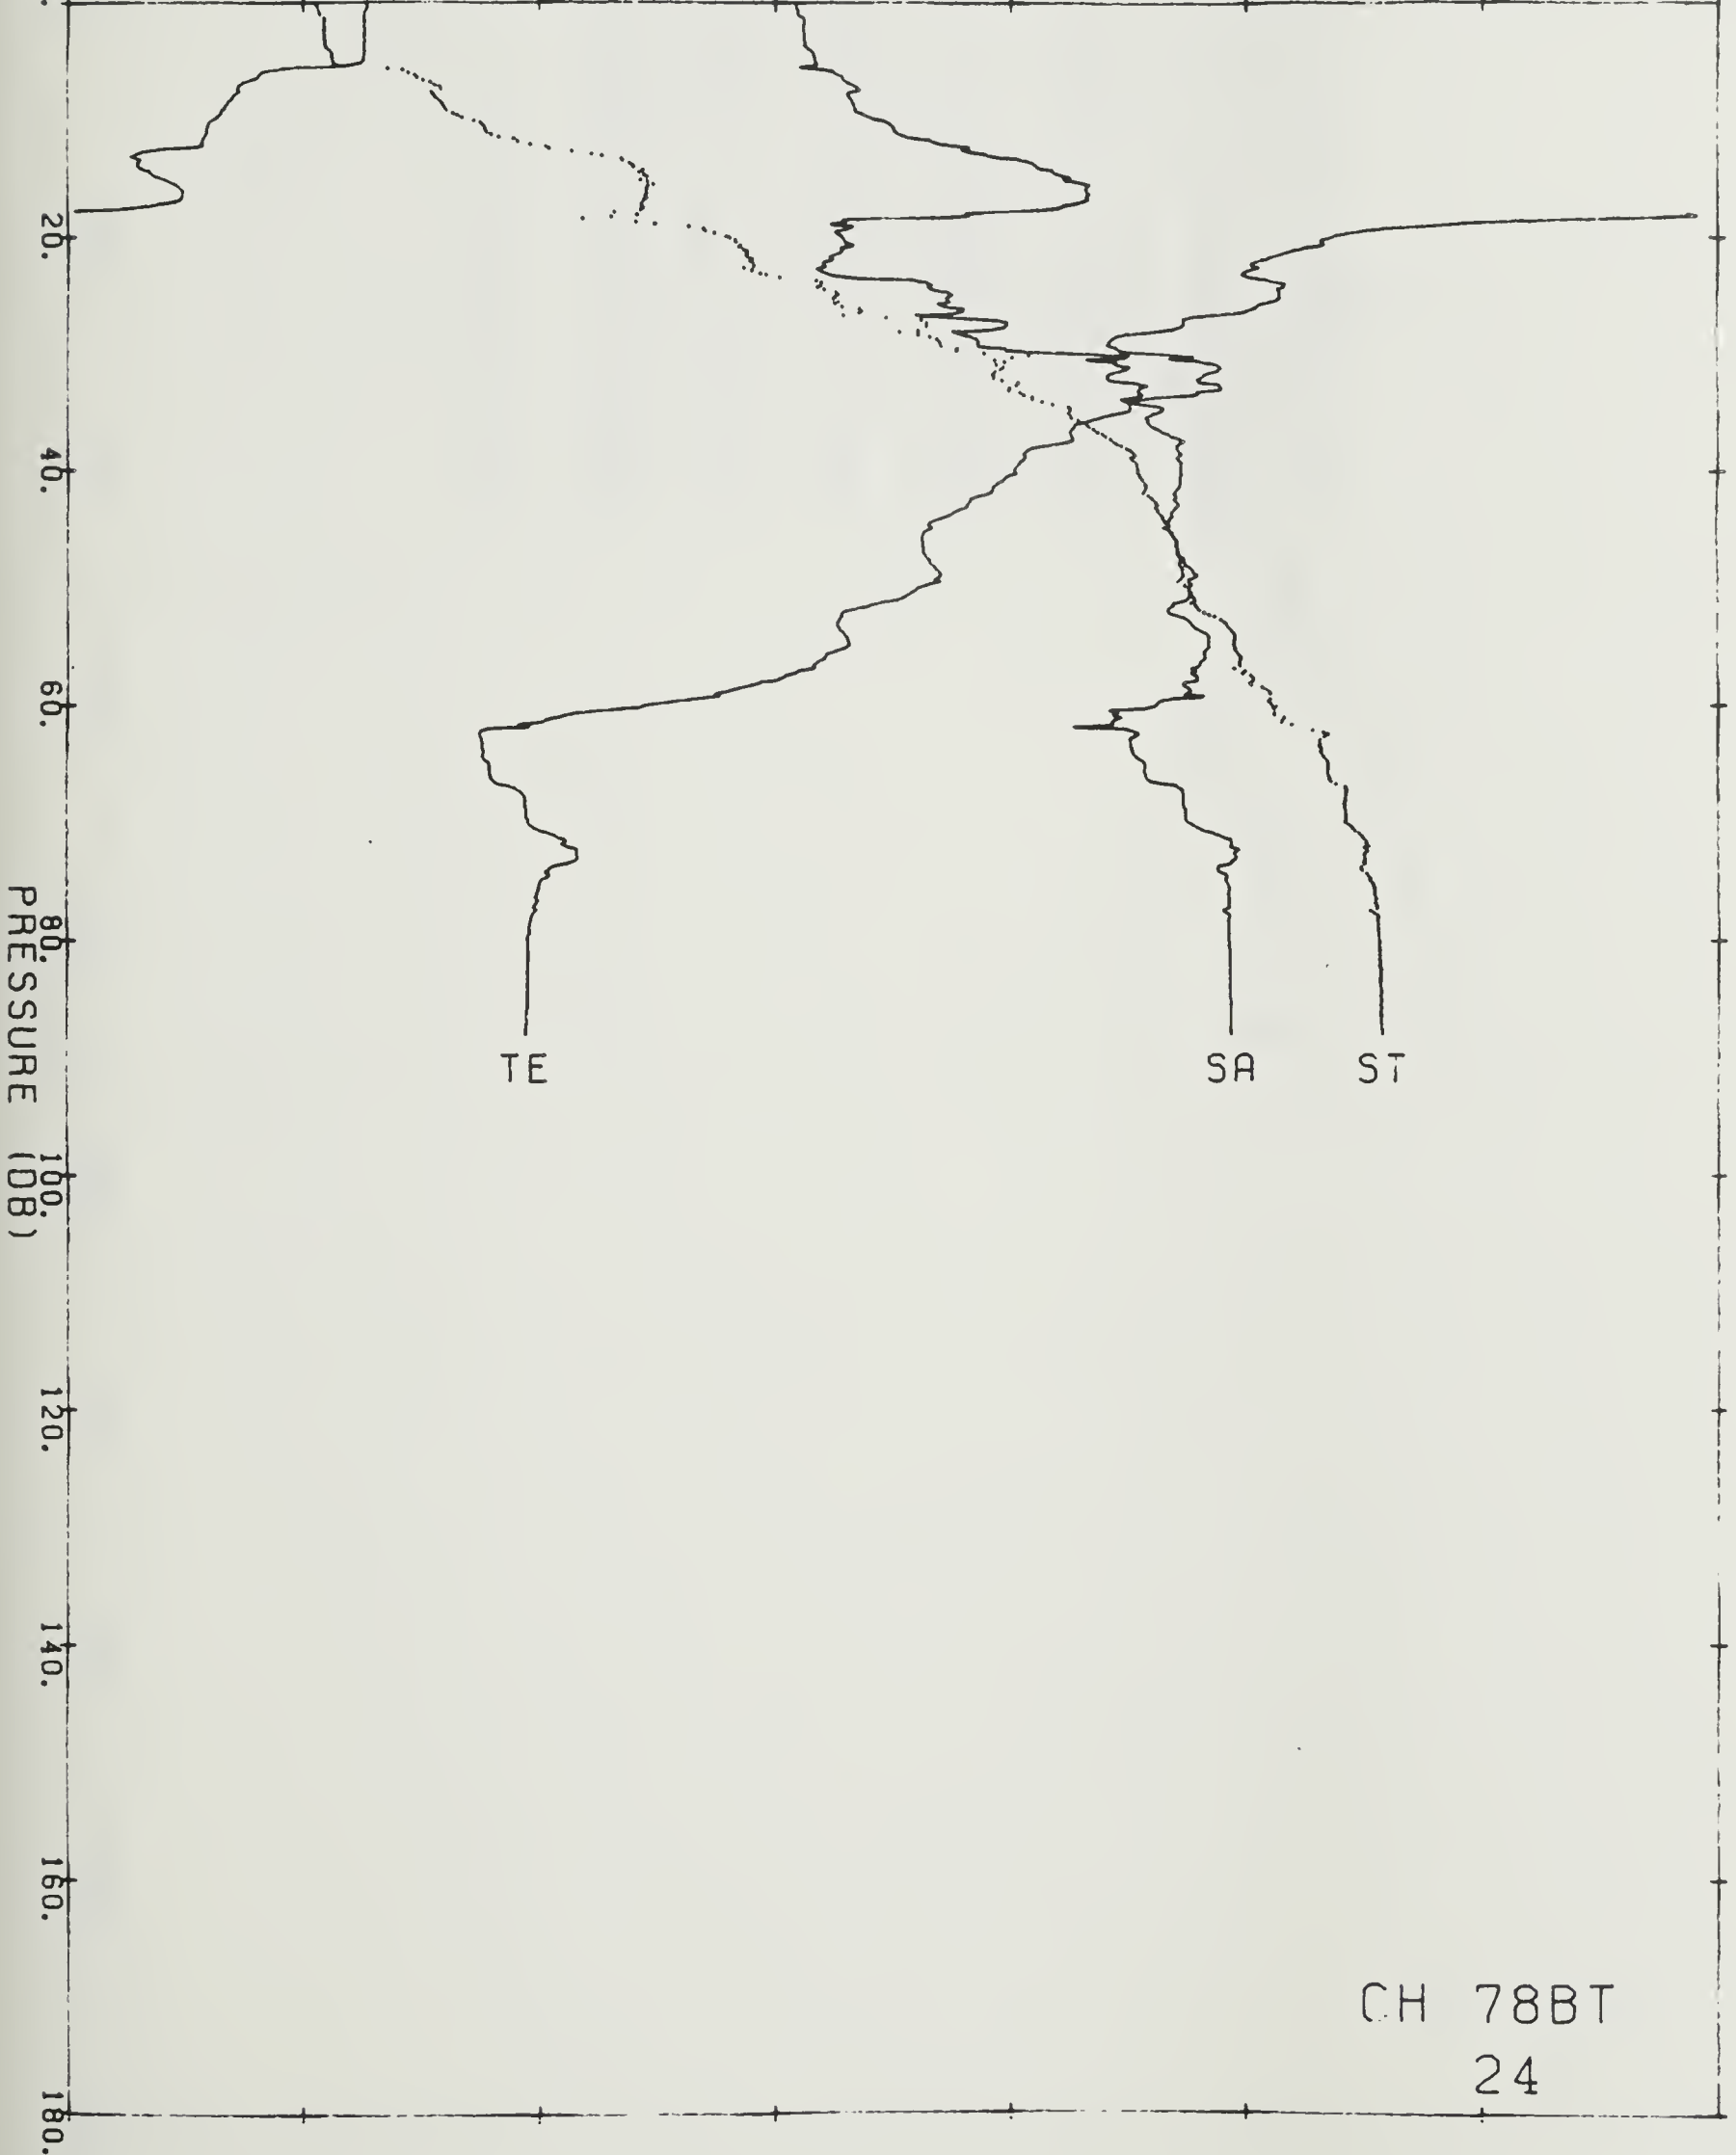 20.
40.
60.
80.
100.
120.
140.
160.
180.
PRESSURE (DB)
TE
SA
ST
CH 78BT
24